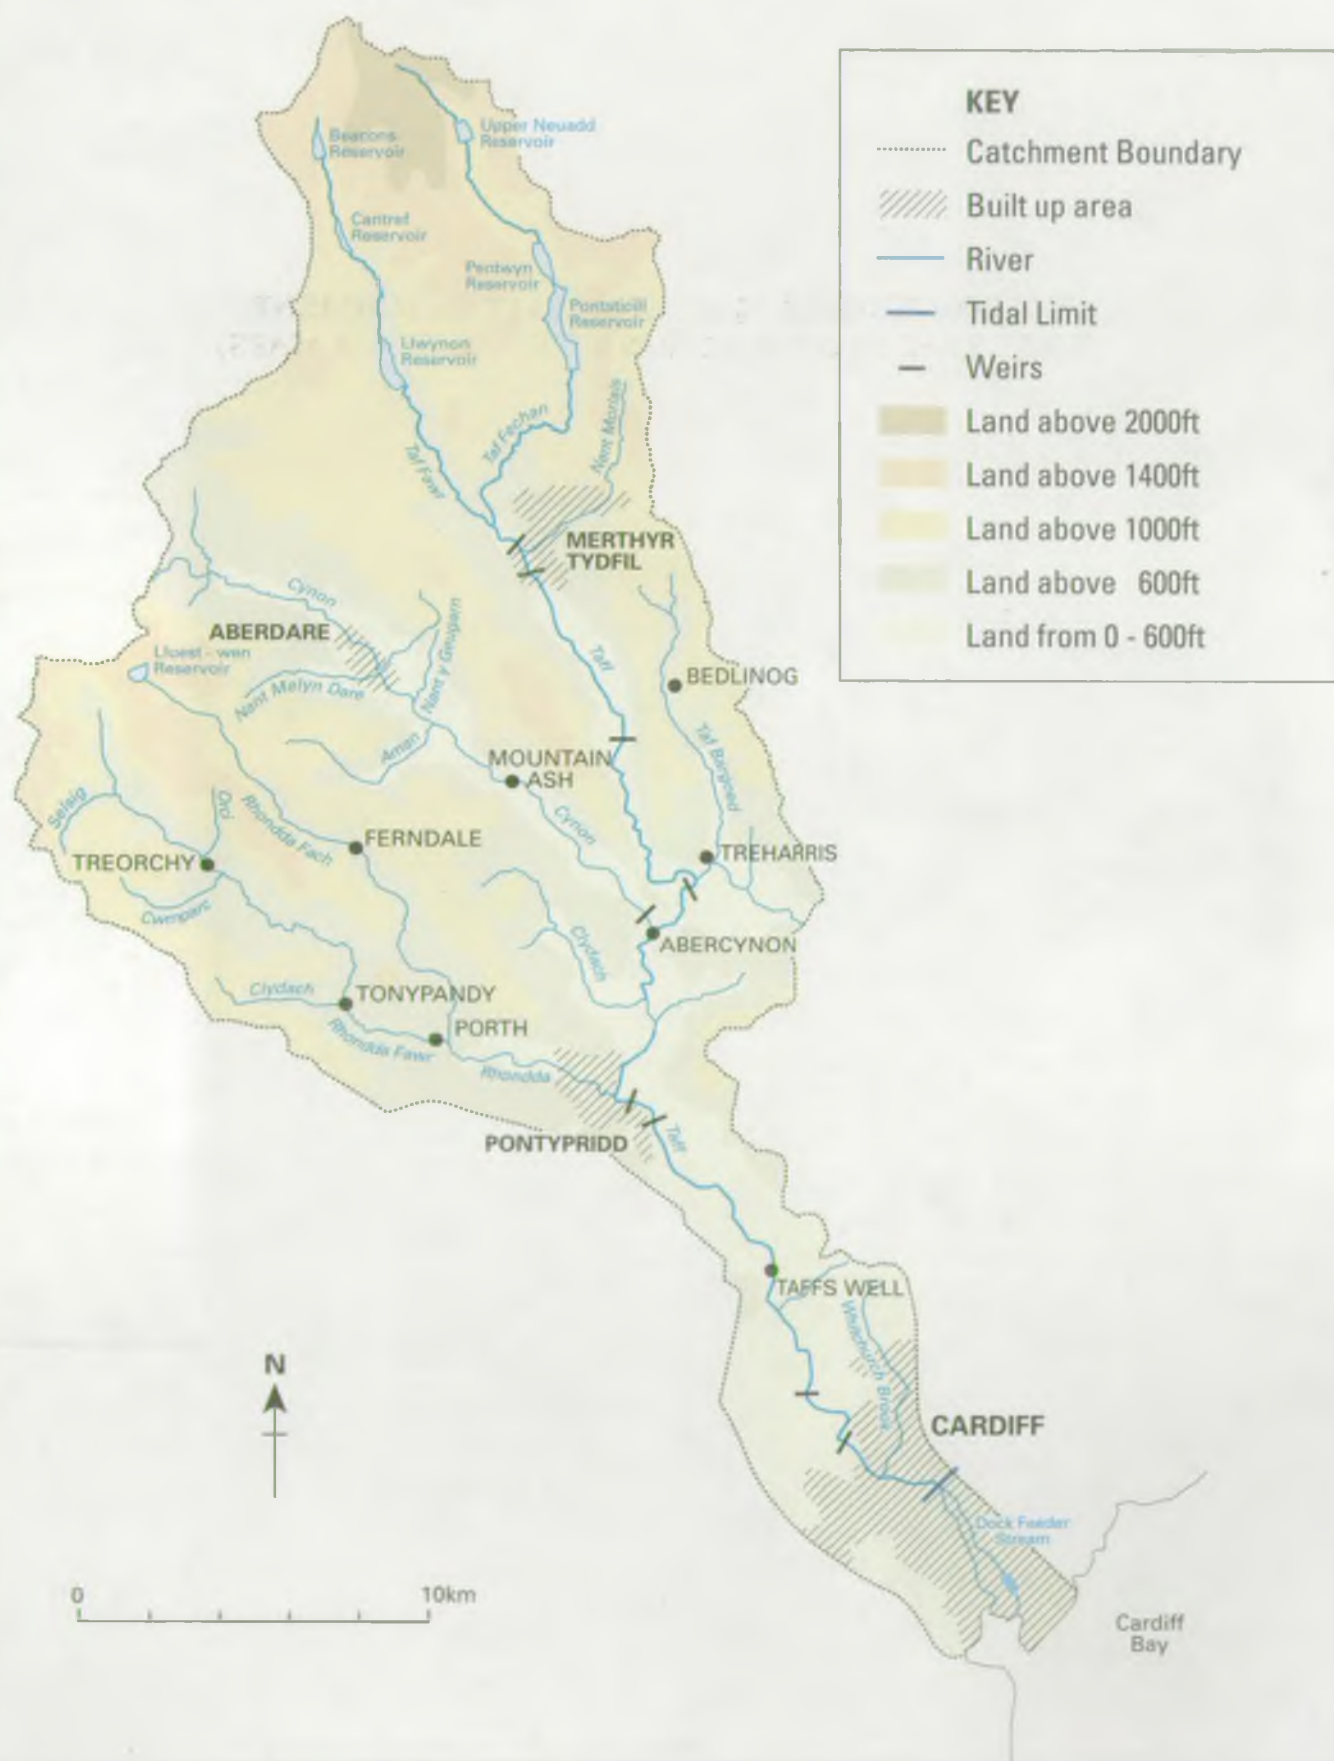 Beacons
Reservoir
Upper Neuadd
Reservoir
Cantref
Reservoir
Pentwyn
Reservoir
Pontsticill
Reservoir
Llwynon
Reservoir
Taf Fechan
Nant Morlais
Taf Fawr
MERTHYR
TYDFIL
Cynon
ABERDARE
Lluest - wen
Reservoir
Nant Melyn Dare
Nant y Geugarn
Taff
BEDLINOG
Taf Bargoed
Aman
MOUNTAIN
ASH
Cynon
Selsig
Orci
Rhondda Fach
FERNDALE
TREORCHY
TREHARRIS
Cwmparc
Clydach
ABERCYNON
Clydach
TONYPANDY
PORTH
Rhondda Fawr
Rhondda
PONTYPRIDD
Taff
TAFFS WELL
Whitchurch Brook
CARDIFF
Dock Feeder
Stream
Cardiff
Bay
N
0 10km
KEY
Catchment Boundary
Built up area
River
Tidal Limit
Weirs
Land above 2000ft
Land above 1400ft
Land above 1000ft
Land above 600ft
Land from 0 - 600ft